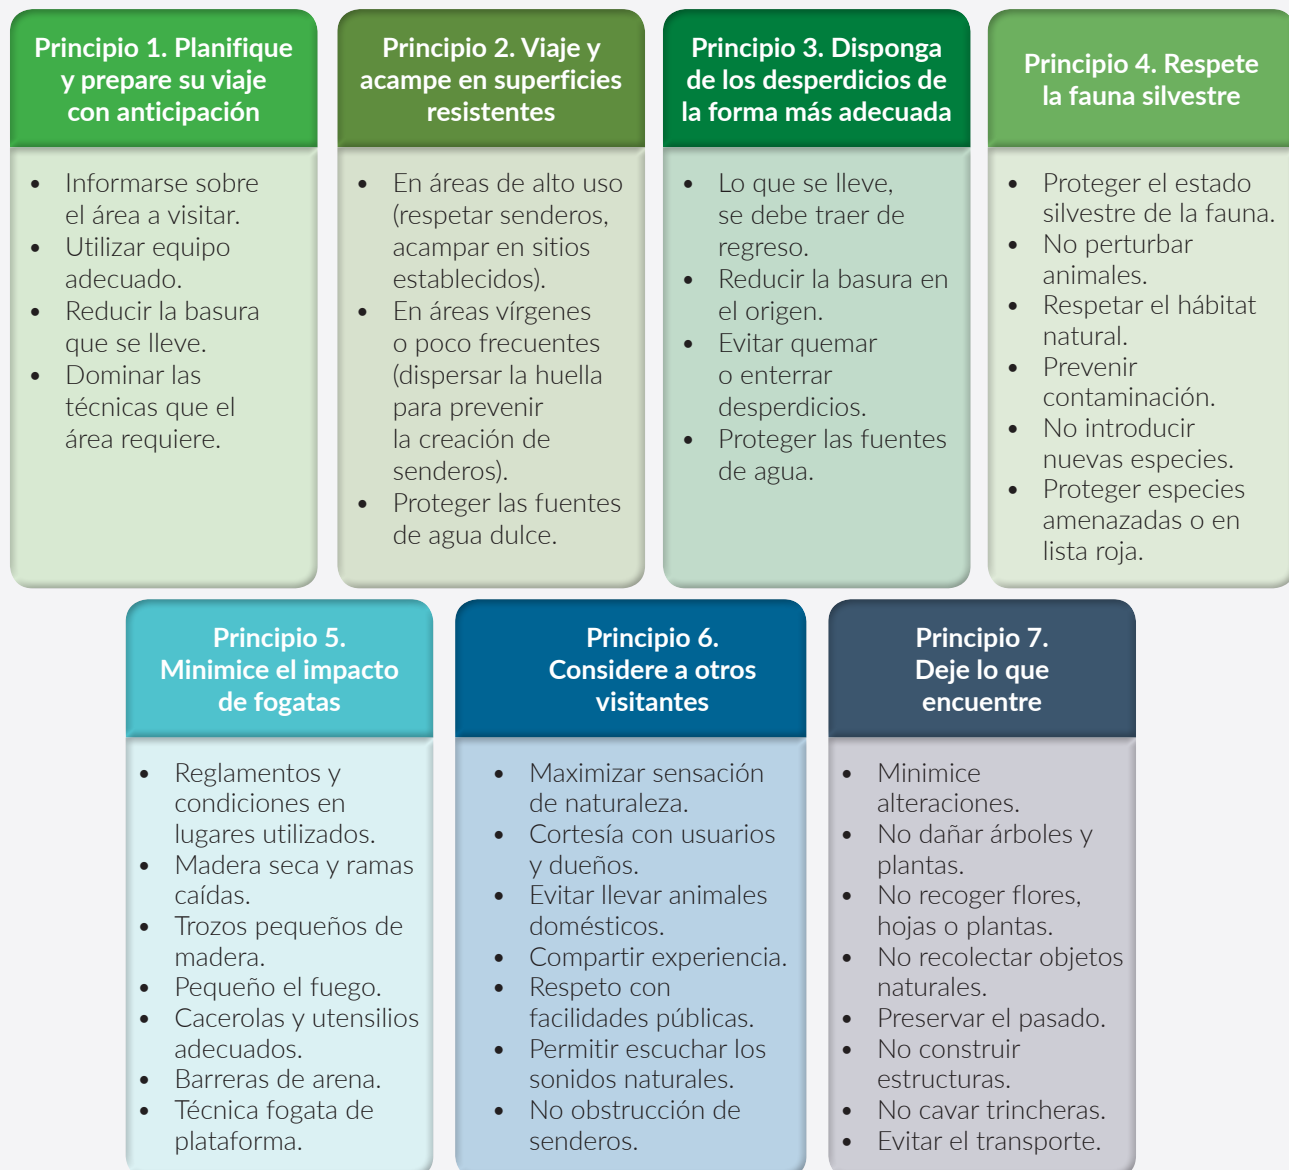 Principio 1. Planifique
y prepare su viaje
con anticipación
• Informarse sobre
el área a visitar.
• Utilizar equipo
adecuado.
• Reducir la basura
que se lleve.
• Dominar las
técnicas que el
área requiere.
Principio 2. Viaje y
acampe en superficies
resistentes
• En áreas de alto uso
(respetar senderos,
acampar en sitios
establecidos).
• En áreas vírgenes
o poco frecuentes
(dispersar la huella
para prevenir
la creación de
senderos).
• Proteger las fuentes
de agua dulce.
Principio 3. Disponga
de los desperdicios de
la forma más adecuada
• Lo que se lleve,
se debe traer de
regreso.
• Reducir la basura en
el origen.
• Evitar quemar
o enterrar
desperdicios.
• Proteger las fuentes
de agua.
Principio 4. Respete
la fauna silvestre
• Proteger el estado
silvestre de la fauna.
• No perturbar
animales.
• Respetar el hábitat
natural.
• Prevenir
contaminación.
• No introducir
nuevas especies.
• Proteger especies
amenazadas o en
lista roja.
Principio 5.
Minimice el impacto
de fogatas
• Reglamentos y
condiciones en
lugares utilizados.
• Madera seca y ramas
caídas.
• Trozos pequeños de
madera.
• Pequeño el fuego.
• Cacerolas y utensilios
adecuados.
• Barreras de arena.
• Técnica fogata de
plataforma.
Principio 6.
Considere a otros
visitantes
• Maximizar sensación
de naturaleza.
• Cortesía con usuarios
y dueños.
• Evitar llevar animales
domésticos.
• Compartir experiencia.
• Respeto con
facilidades públicas.
• Permitir escuchar los
sonidos naturales.
• No obstrucción de
senderos.
Principio 7.
Deje lo que
encuentre
• Minimice
alteraciones.
• No dañar árboles y
plantas.
• No recoger flores,
hojas o plantas.
• No recolectar objetos
naturales.
• Preservar el pasado.
• No construir
estructuras.
• No cavar trincheras.
• Evitar el transporte.